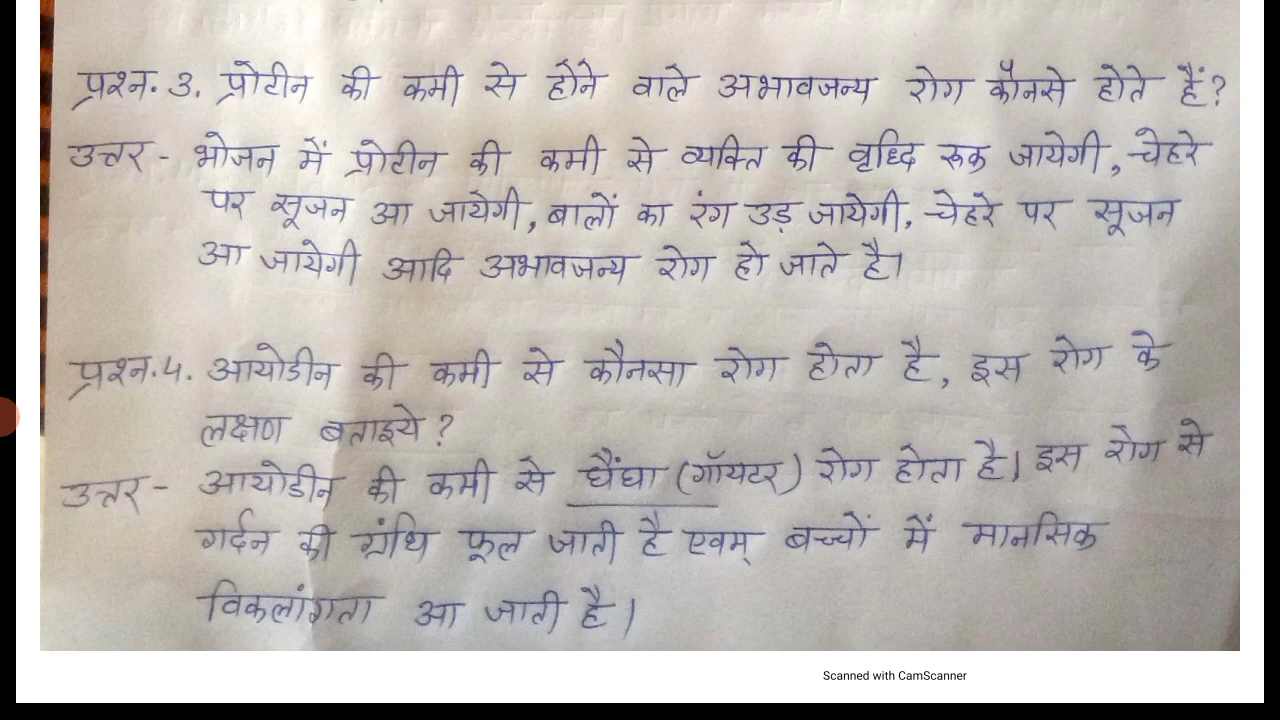 प्रश्न. 3. प्रोटीन की कमी से होने वाले अभावजन्य रोग कौनसे होते हैं?
उत्तर - भोजन में प्रोटीन की कमी से व्यक्ति की वृध्दि रूक जायेगी, चेहरे
पर सूजन आ जायेगी, बालों का रंग उड़ जायेगी, चेहरे पर सूजन
आ जायेगी आदि अभावजन्य रोग हो जाते है।
प्रश्न.4. आयोडीन की कमी से कौनसा रोग होता है, इस रोग के
लक्षण बताइये?
उत्तर - आयोडीन की कमी से घैंघा (गॉयटर) रोग होता है। इस रोग से
गर्दन की ग्रंथि फूल जाती है एवम् बच्चों में मानसिक
विकलांगता आ जाती है।
Scanned with CamScanner